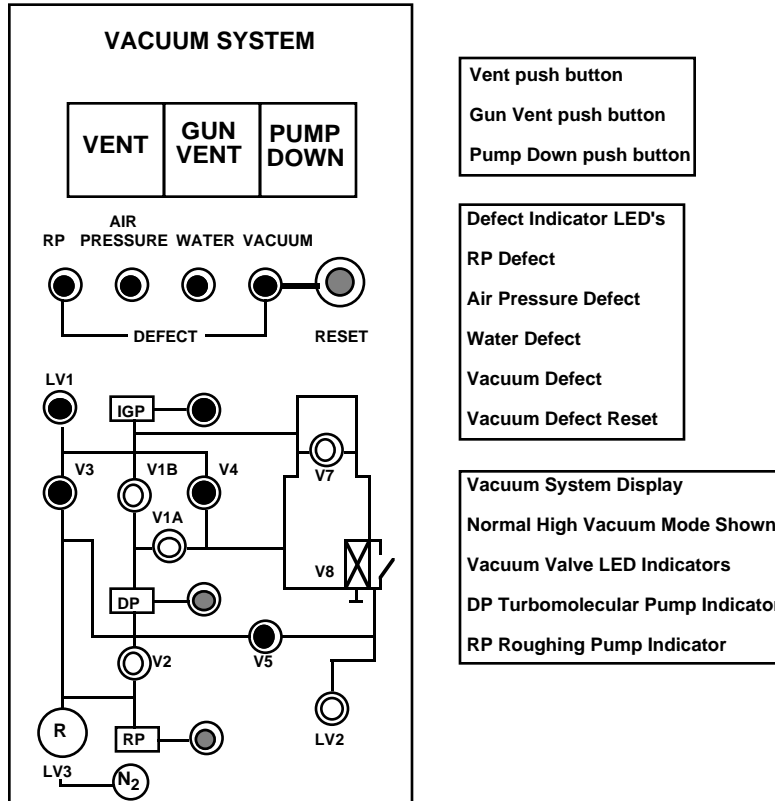 VACUUM SYSTEM
VENT
GUN
VENT
PUMP
DOWN
RP
AIR
PRESSURE
WATER
VACUUM
DEFECT
RESET
LV1
IGP
V3
V1B
V4
V7
V1A
V8
DP
V2
V5
R
RP
LV2
LV3
N2
Vent push button
Gun Vent push button
Pump Down push button
Defect Indicator LED's
RP Defect
Air Pressure Defect
Water Defect
Vacuum Defect
Vacuum Defect Reset
Vacuum System Display
Normal High Vacuum Mode Shown
Vacuum Valve LED Indicators
DP Turbomolecular Pump Indicator
RP Roughing Pump Indicator